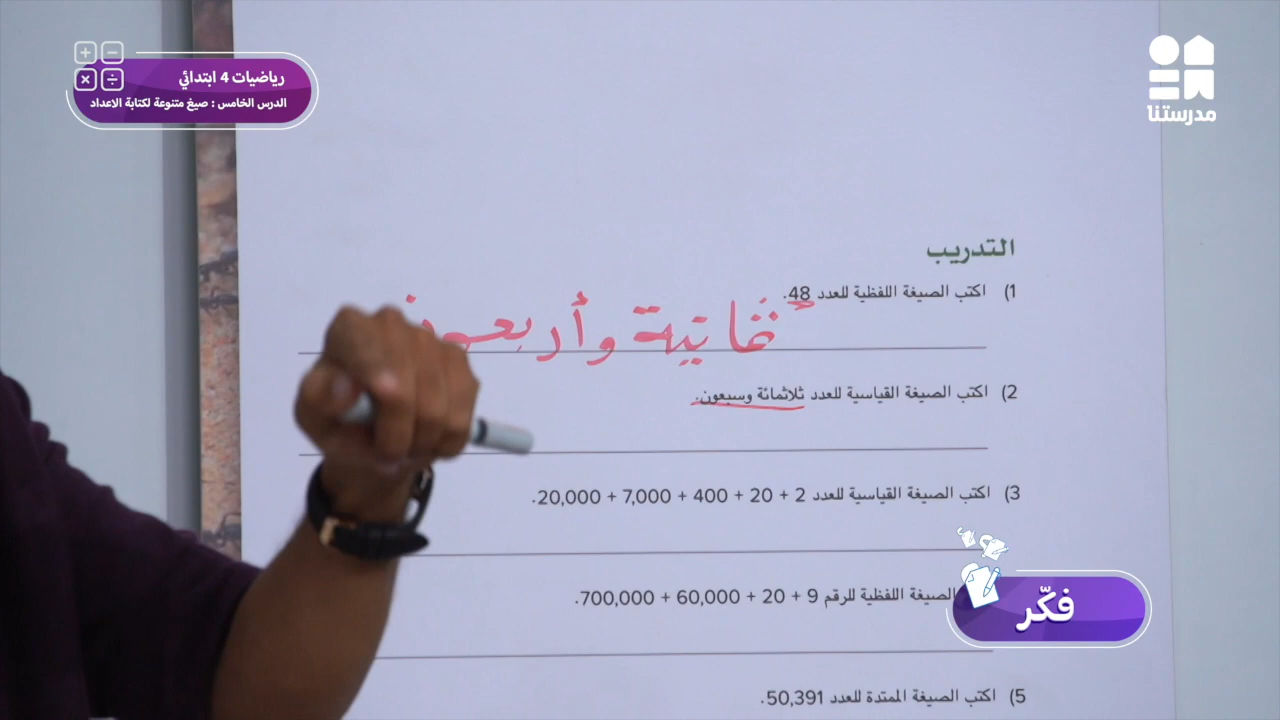 رياضيات 4 ابتدائي
الدرس الخامس : صيغ متنوعة لكتابة الاعداد
مدرستنا
التدريب
1) اكتب الصيغة اللفظية للعدد 48.
ثمانية وأربعون
2) اكتب الصيغة القياسية للعدد ثلاثمائة وسبعون.
3) اكتب الصيغة القياسية للعدد 2 + 20 + 400 + 7,000 + 20,000.
الصيغة اللفظية للرقم 9 + 20 + 60,000 + 700,000.
فكّر
5) اكتب الصيغة الممتدة للعدد 50,391.